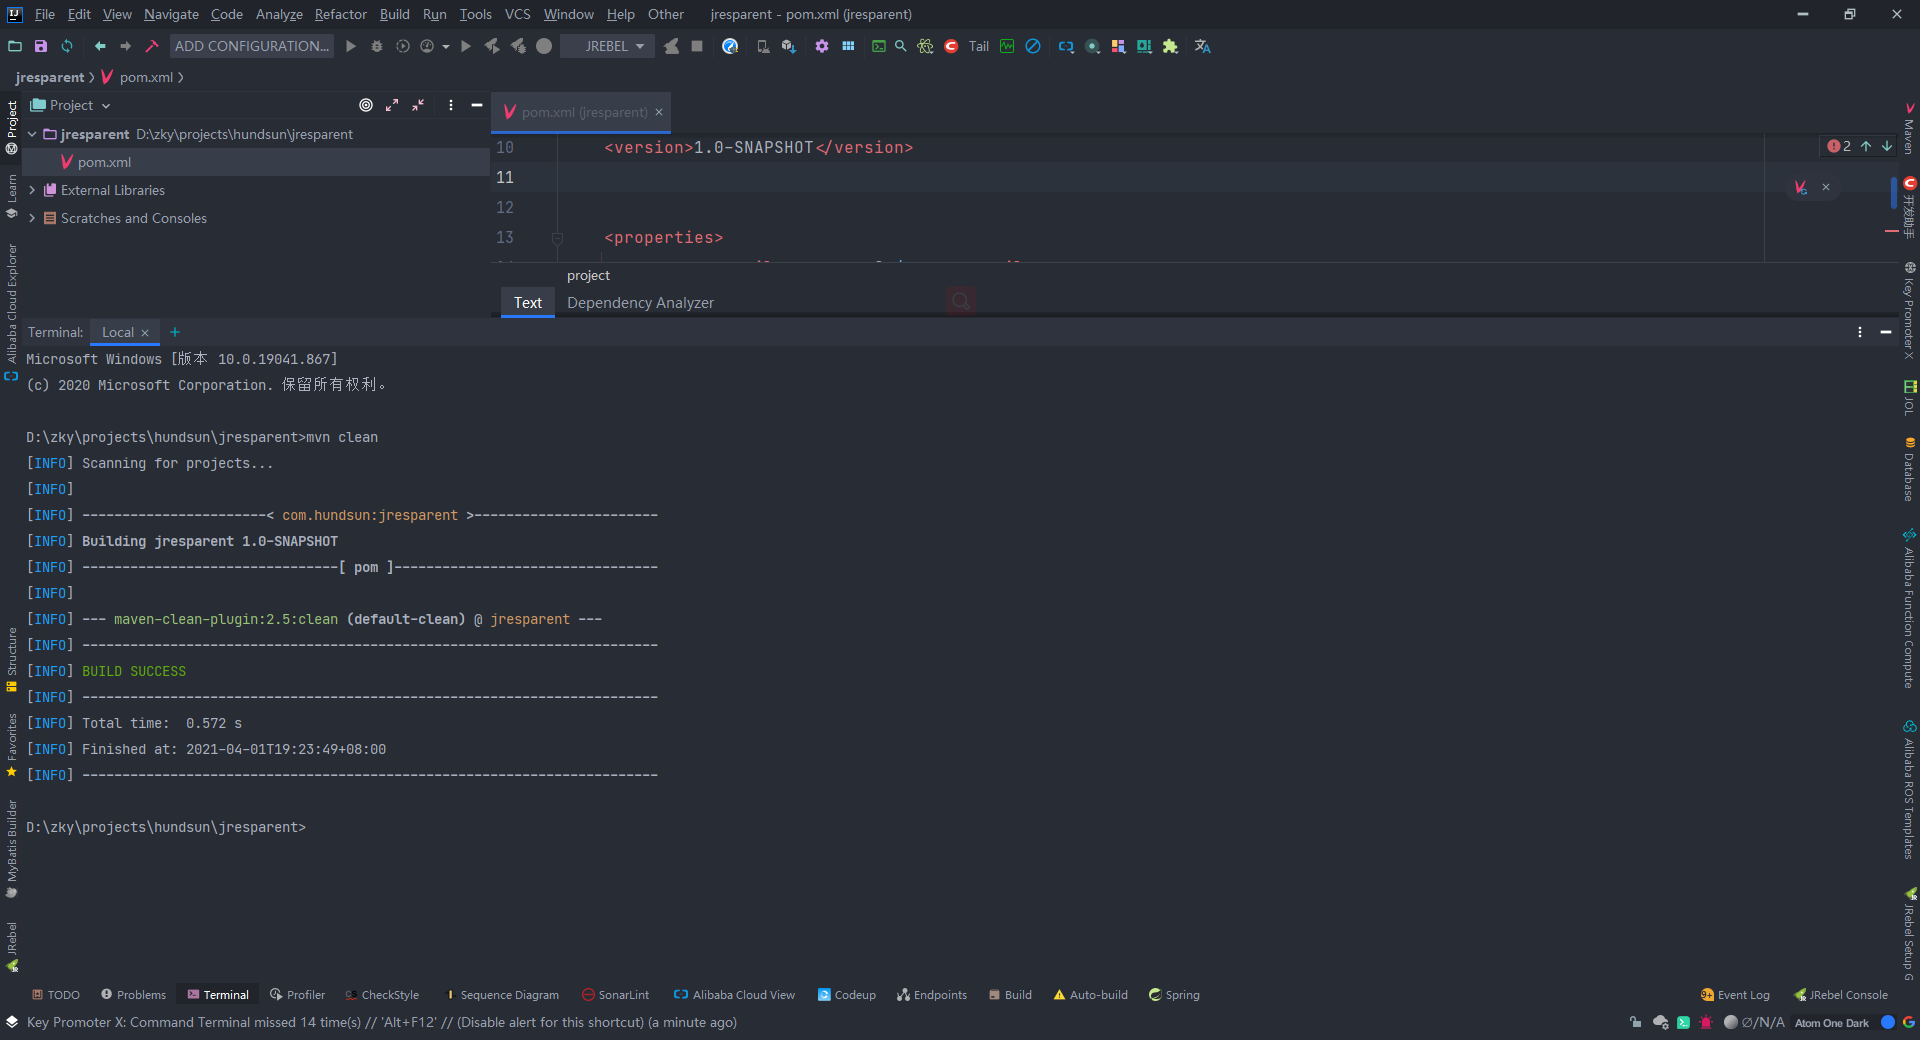 File Edit View Navigate Code Analyze Refactor Build Run Tools VCS Window Help Other jresparent - pom.xml (jresparent)
ADD CONFIGURATION... JREBEL Tail
jresparent pom.xml
Project
pom.xml (jresparent)
jresparent D:\zky\projects\hundsun\jresparent
pom.xml
External Libraries
Scratches and Consoles
10 <version>1.0-SNAPSHOT</version>
11
12
13 <properties>
2
project
Text Dependency Analyzer
Terminal: Local
Microsoft Windows [版本 10.0.19041.867]
(c) 2020 Microsoft Corporation. 保留所有权利。
D:\zky\projects\hundsun\jresparent>mvn clean
[INFO] Scanning for projects...
[INFO]
[INFO] -----------------------< com.hundsun:jresparent >-----------------------
[INFO] Building jresparent 1.0-SNAPSHOT
[INFO] --------------------------------[ pom ]---------------------------------
[INFO]
[INFO] --- maven-clean-plugin:2.5:clean (default-clean) @ jresparent ---
[INFO] ------------------------------------------------------------------------
[INFO] BUILD SUCCESS
[INFO] ------------------------------------------------------------------------
[INFO] Total time:  0.572 s
[INFO] Finished at: 2021-04-01T19:23:49+08:00
[INFO] ------------------------------------------------------------------------
D:\zky\projects\hundsun\jresparent>
Project
Learn
Alibaba Cloud Explorer
Structure
Favorites
MyBatis Builder
JRebel
Maven
开发助手
Key Promoter X
JOL
Database
Alibaba Function Compute
Alibaba ROS Templates
JRebel Setup G
TODO Problems Terminal Profiler CheckStyle Sequence Diagram SonarLint Alibaba Cloud View Codeup Endpoints Build Auto-build Spring 9+ Event Log JRebel Console
Key Promoter X: Command Terminal missed 14 time(s) // 'Alt+F12' // (Disable alert for this shortcut) (a minute ago) ∅/N/A Atom One Dark